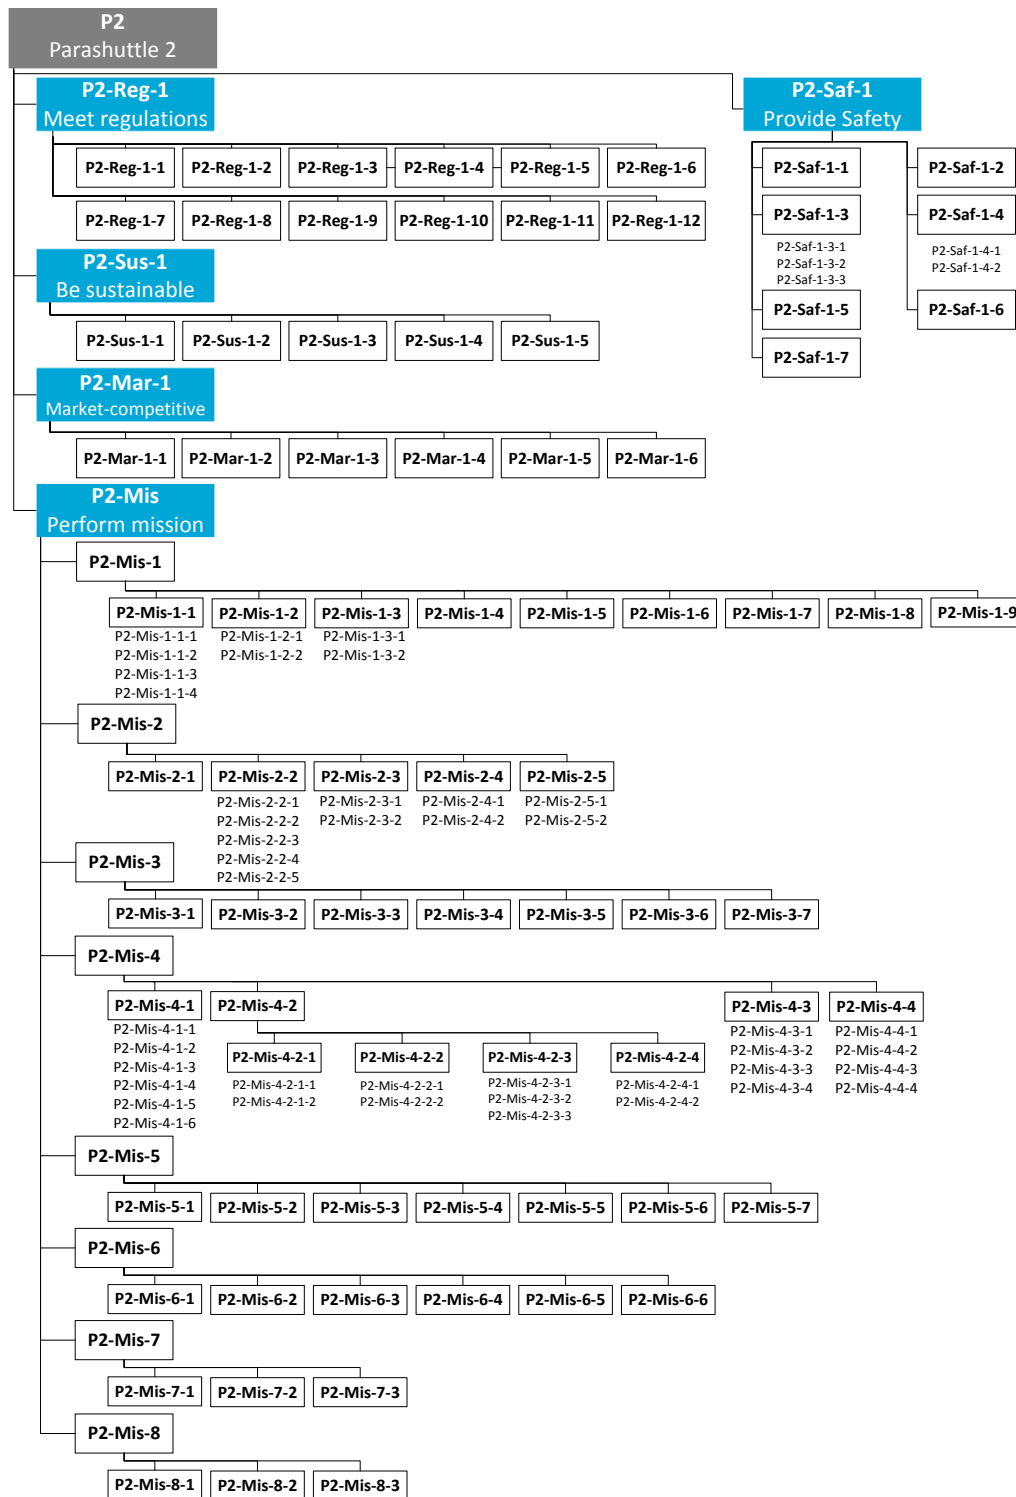 P2
Parashuttle 2
P2-Reg-1
Meet regulations
P2-Reg-1-1
P2-Reg-1-2
P2-Reg-1-3
P2-Reg-1-4
P2-Reg-1-5
P2-Reg-1-6
P2-Reg-1-7
P2-Reg-1-8
P2-Reg-1-9
P2-Reg-1-10
P2-Reg-1-11
P2-Reg-1-12
P2-Saf-1
Provide Safety
P2-Saf-1-1
P2-Saf-1-2
P2-Saf-1-3
P2-Saf-1-4
P2-Saf-1-3-1
P2-Saf-1-3-2
P2-Saf-1-3-3
P2-Saf-1-4-1
P2-Saf-1-4-2
P2-Saf-1-5
P2-Saf-1-6
P2-Saf-1-7
P2-Sus-1
Be sustainable
P2-Sus-1-1
P2-Sus-1-2
P2-Sus-1-3
P2-Sus-1-4
P2-Sus-1-5
P2-Mar-1
Market-competitive
P2-Mar-1-1
P2-Mar-1-2
P2-Mar-1-3
P2-Mar-1-4
P2-Mar-1-5
P2-Mar-1-6
P2-Mis
Perform mission
P2-Mis-1
P2-Mis-1-1
P2-Mis-1-2
P2-Mis-1-3
P2-Mis-1-4
P2-Mis-1-5
P2-Mis-1-6
P2-Mis-1-7
P2-Mis-1-8
P2-Mis-1-9
P2-Mis-1-1-1
P2-Mis-1-1-2
P2-Mis-1-1-3
P2-Mis-1-1-4
P2-Mis-1-2-1
P2-Mis-1-2-2
P2-Mis-1-3-1
P2-Mis-1-3-2
P2-Mis-2
P2-Mis-2-1
P2-Mis-2-2
P2-Mis-2-3
P2-Mis-2-4
P2-Mis-2-5
P2-Mis-2-2-1
P2-Mis-2-2-2
P2-Mis-2-2-3
P2-Mis-2-2-4
P2-Mis-2-2-5
P2-Mis-2-3-1
P2-Mis-2-3-2
P2-Mis-2-4-1
P2-Mis-2-4-2
P2-Mis-2-5-1
P2-Mis-2-5-2
P2-Mis-3
P2-Mis-3-1
P2-Mis-3-2
P2-Mis-3-3
P2-Mis-3-4
P2-Mis-3-5
P2-Mis-3-6
P2-Mis-3-7
P2-Mis-4
P2-Mis-4-1
P2-Mis-4-2
P2-Mis-4-3
P2-Mis-4-4
P2-Mis-4-1-1
P2-Mis-4-1-2
P2-Mis-4-1-3
P2-Mis-4-1-4
P2-Mis-4-1-5
P2-Mis-4-1-6
P2-Mis-4-2-1
P2-Mis-4-2-2
P2-Mis-4-2-3
P2-Mis-4-2-4
P2-Mis-4-2-1-1
P2-Mis-4-2-1-2
P2-Mis-4-2-2-1
P2-Mis-4-2-2-2
P2-Mis-4-2-3-1
P2-Mis-4-2-3-2
P2-Mis-4-2-3-3
P2-Mis-4-2-4-1
P2-Mis-4-2-4-2
P2-Mis-4-3-1
P2-Mis-4-3-2
P2-Mis-4-3-3
P2-Mis-4-3-4
P2-Mis-4-4-1
P2-Mis-4-4-2
P2-Mis-4-4-3
P2-Mis-4-4-4
P2-Mis-5
P2-Mis-5-1
P2-Mis-5-2
P2-Mis-5-3
P2-Mis-5-4
P2-Mis-5-5
P2-Mis-5-6
P2-Mis-5-7
P2-Mis-6
P2-Mis-6-1
P2-Mis-6-2
P2-Mis-6-3
P2-Mis-6-4
P2-Mis-6-5
P2-Mis-6-6
P2-Mis-7
P2-Mis-7-1
P2-Mis-7-2
P2-Mis-7-3
P2-Mis-8
P2-Mis-8-1
P2-Mis-8-2
P2-Mis-8-3